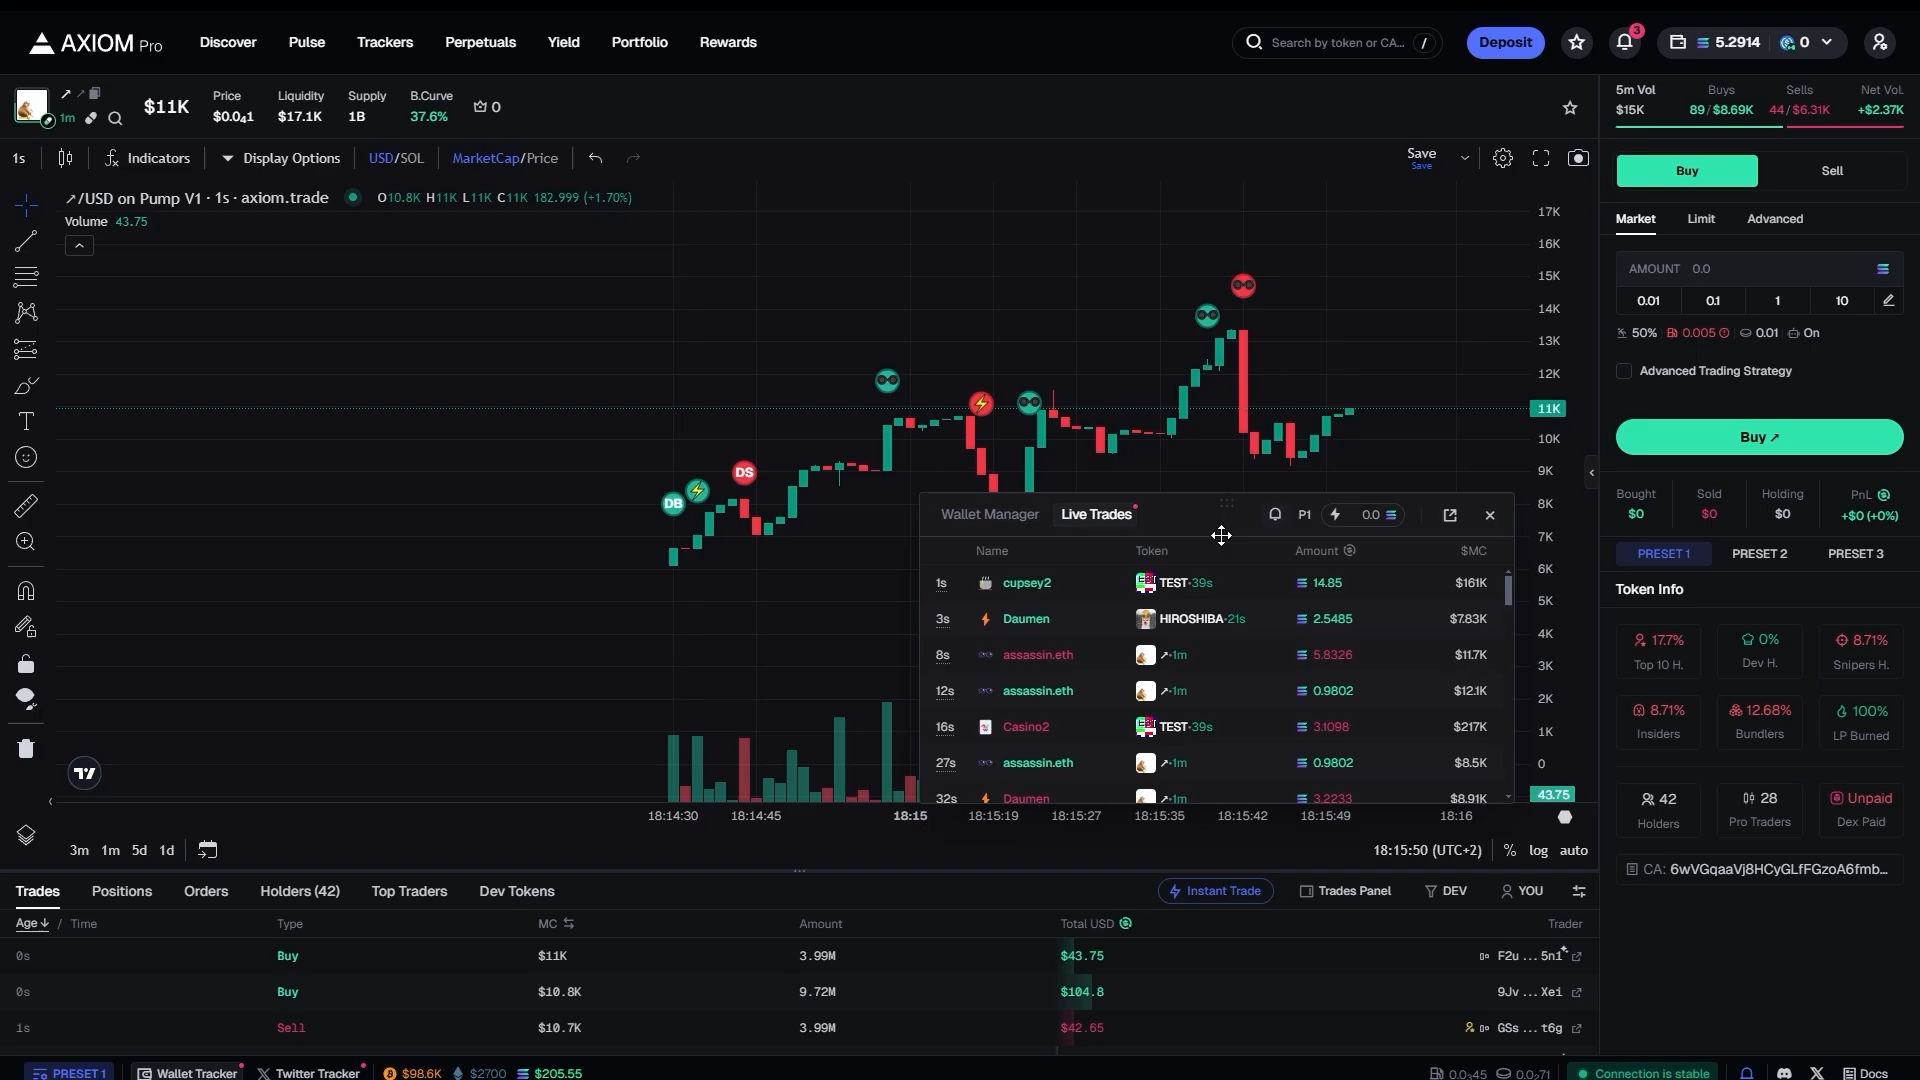 AXIOM Pro Discover Pulse Trackers Perpetuals Yield Portfolio Rewards Search by token or CA... / Deposit 3 5.2914 0
1m $11K
Price Liquidity Supply B.Curve
$0.0₄1 $17.1K 1B 37.6% 0
5m Vol Buys Sells Net Vol.
$15K 89 / $8.69K 44 / $6.31K +$2.37K
1s Indicators Display Options USD/SOL MarketCap/Price Save
Save
Buy Sell
↗/USD on Pump V1 · 1s · axiom.trade O10.8K H11K L11K C11K 182.999 (+1.70%)
Volume 43.75
Market Limit Advanced
AMOUNT 0.0
0.01 0.1 1 10
50% 0.005 0.01 On
Advanced Trading Strategy
Buy ↗
Bought Sold Holding PnL
$0 $0 $0 +$0 (+0%)
PRESET 1 PRESET 2 PRESET 3
Token Info
17.7% 0% 8.71%
Top 10 H. Dev H. Snipers H.
8.71% 12.68% 100%
Insiders Bundlers LP Burned
42 28 Unpaid
Holders Pro Traders Dex Paid
CA: 6wVGqaaVj8HCyGLfFGzoA6fmb...
17K
16K
15K
14K
13K
12K
11K
10K
9K
8K
7K
6K
5K
4K
3K
2K
1K
0
43.75
DB
DS
Wallet Manager Live Trades P1 0.0
Name Token Amount $MC
1s cupsey2 TEST·39s 14.85 $161K
3s Daumen HIROSHIBA·21s 2.5485 $7.83K
8s assassin.eth ↗·1m 5.8326 $11.7K
12s assassin.eth ↗·1m 0.9802 $12.1K
16s Casino2 TEST·39s 3.1098 $217K
27s assassin.eth ↗·1m 0.9802 $8.5K
32s Daumen ↗·1m 3.2233 $8.91K
18:14:30 18:14:45 18:15 18:15:19 18:15:27 18:15:35 18:15:42 18:15:49 18:16
3m 1m 5d 1d 18:15:50 (UTC+2) % log auto
Trades Positions Orders Holders (42) Top Traders Dev Tokens Instant Trade Trades Panel DEV YOU
Age ↓ / Time Type MC Amount Total USD Trader
0s Buy $11K 3.99M $43.75 F2u...5n1
0s Buy $10.8K 9.72M $104.8 9Jv...Xei
1s Sell $10.7K 3.99M $42.65 GSs...t6g
PRESET 1 Wallet Tracker Twitter Tracker $98.6K $2700 $205.55 0.0₃45 0.0₂71 Connection is stable Docs